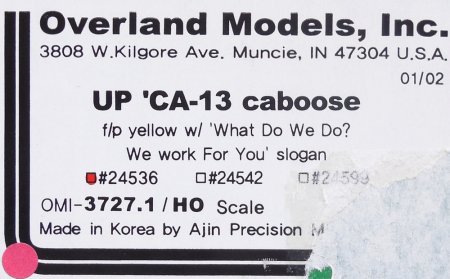 Overland Models, Inc.
3808 W.Kilgore Ave. Muncie, IN 47304 U.S.A.
01/02
UP 'CA-13 caboose
f/p yellow w/ 'What Do We Do?
We work For You' slogan
#24536 #24542 #24599
OMI-3727.1/HO Scale
Made in Korea by Ajin Precision M